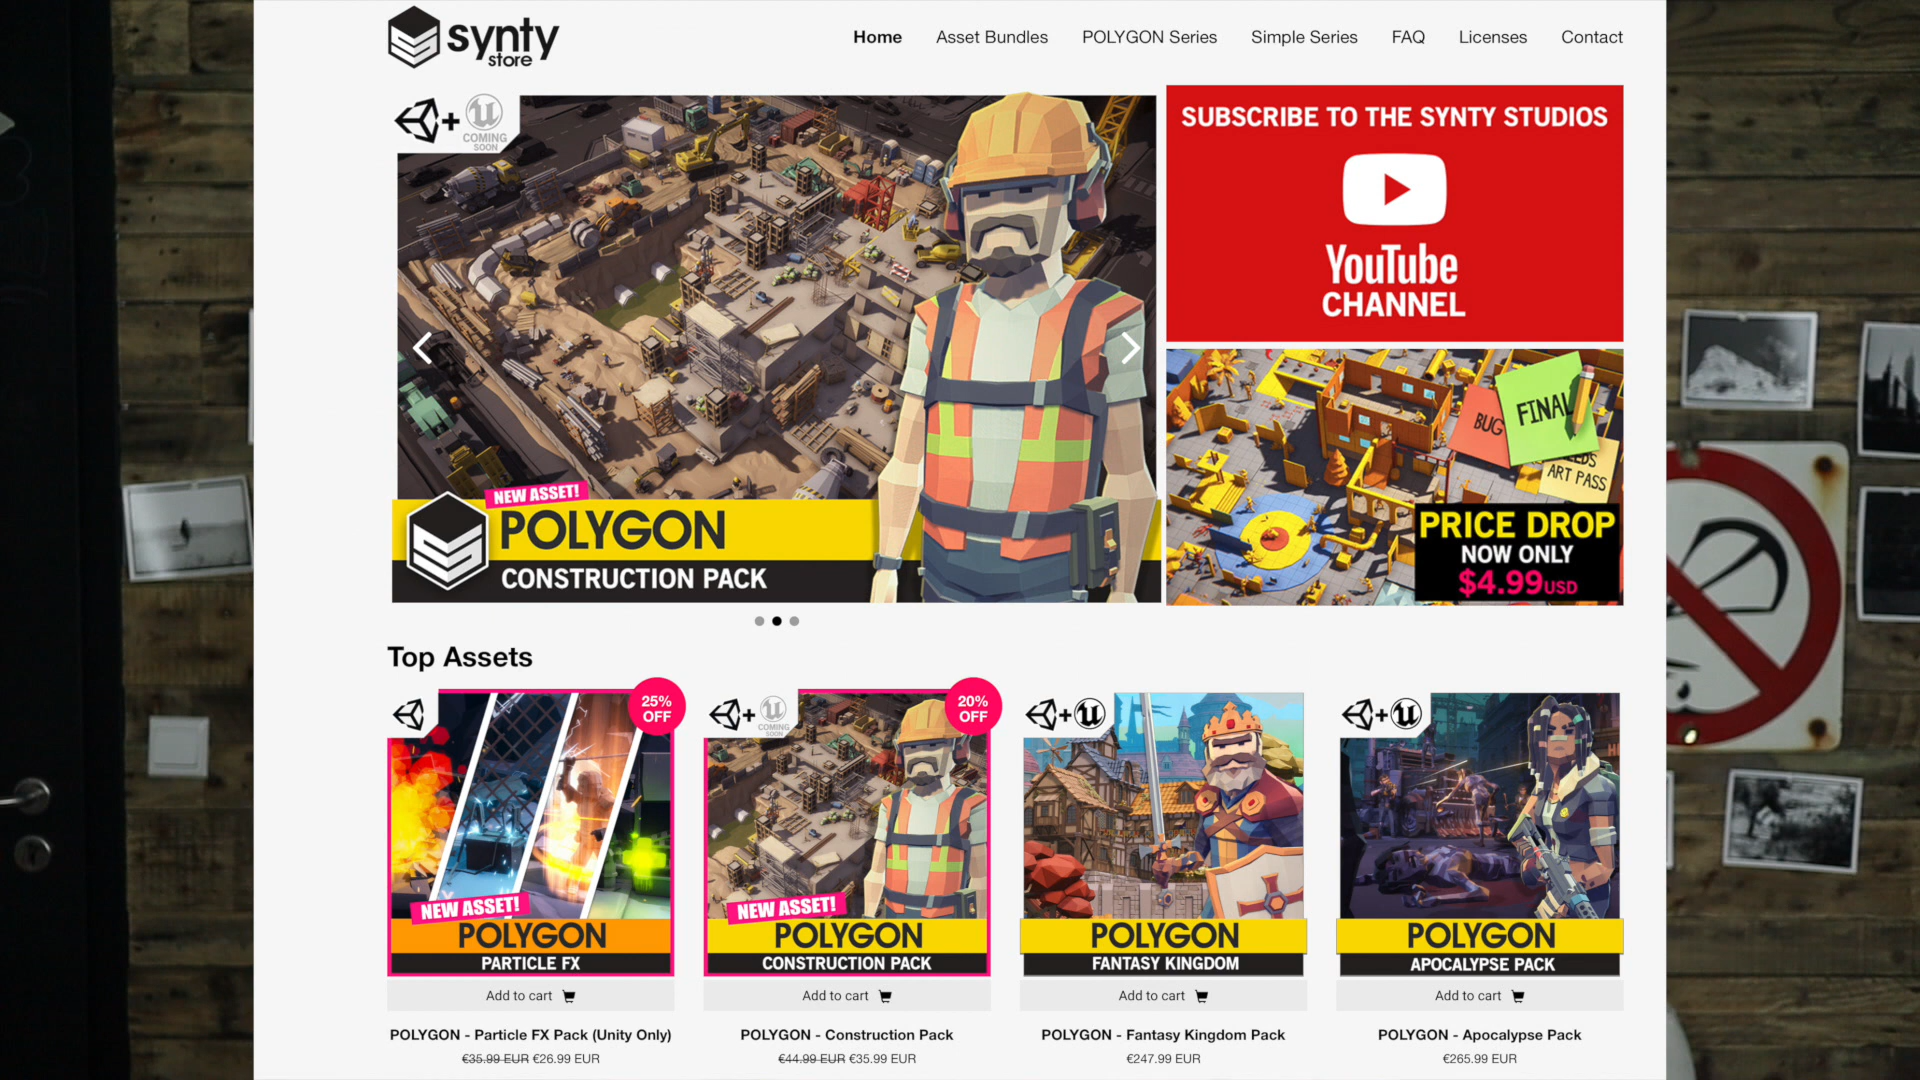 synty
store
Home
Asset Bundles
POLYGON Series
Simple Series
FAQ
Licenses
Contact
+
COMING
SOON
NEW ASSET!
POLYGON
CONSTRUCTION PACK
SUBSCRIBE TO THE SYNTY STUDIOS
YouTube
CHANNEL
BUG
FINAL
ART PASS
PRICE DROP
NOW ONLY
$4.99USD
Top Assets
25%
OFF
NEW ASSET!
POLYGON
PARTICLE FX
Add to cart
POLYGON - Particle FX Pack (Unity Only)
€35.99 EUR €26.99 EUR
+
COMING
SOON
20%
OFF
NEW ASSET!
POLYGON
CONSTRUCTION PACK
Add to cart
POLYGON - Construction Pack
€44.99 EUR €35.99 EUR
+
POLYGON
FANTASY KINGDOM
Add to cart
POLYGON - Fantasy Kingdom Pack
€247.99 EUR
+
POLYGON
APOCALYPSE PACK
Add to cart
POLYGON - Apocalypse Pack
€265.99 EUR